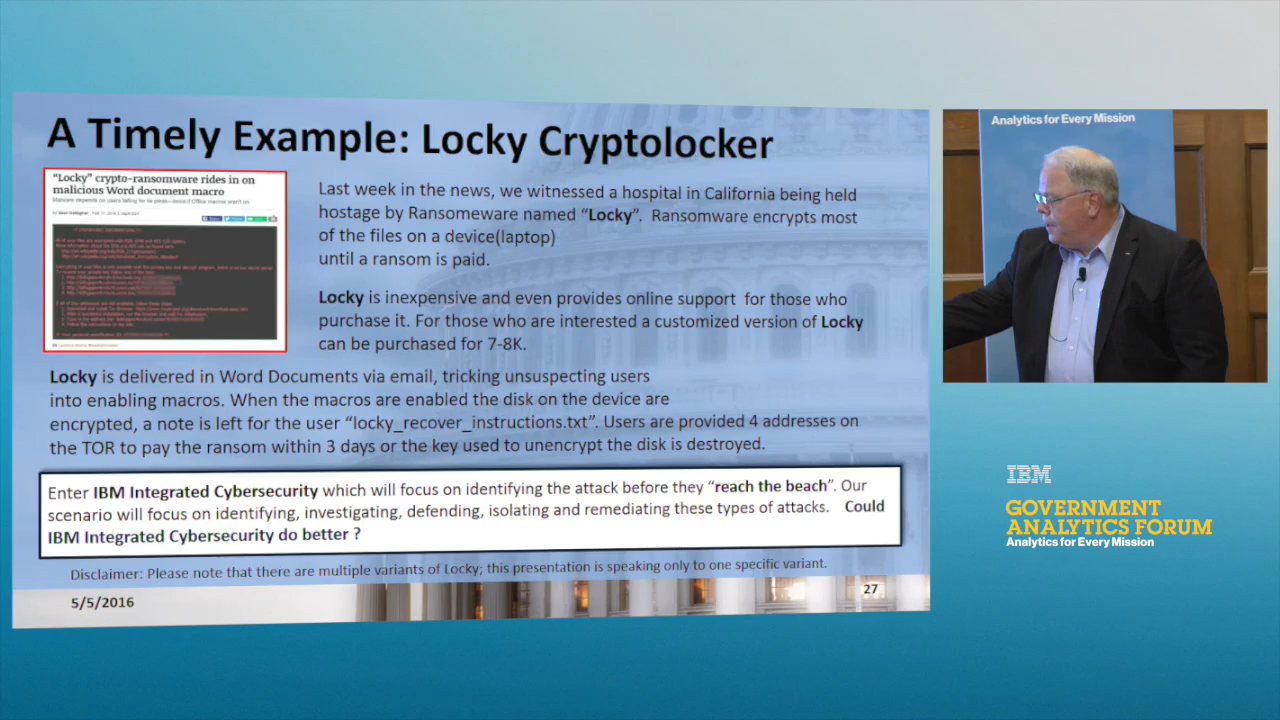 A Timely Example: Locky Cryptolocker
"Locky" crypto-ransomware rides in on
malicious Word document macro
Last week in the news, we witnessed a hospital in California being held
hostage by Ransomeware named "Locky". Ransomware encrypts most
of the files on a device(laptop)
until a ransom is paid.
Locky is inexpensive and even provides online support for those who
purchase it. For those who are interested a customized version of Locky
can be purchased for 7-8K.
Locky is delivered in Word Documents via email, tricking unsuspecting users
into enabling macros. When the macros are enabled the disk on the device are
encrypted, a note is left for the user "locky_recover_instructions.txt". Users are provided 4 addresses on
the TOR to pay the ransom within 3 days or the key used to unencrypt the disk is destroyed.
Enter IBM Integrated Cybersecurity which will focus on identifying the attack before they "reach the beach". Our
scenario will focus on identifying, investigating, defending, isolating and remediating these types of attacks. Could
IBM Integrated Cybersecurity do better ?
Disclaimer: Please note that there are multiple variants of Locky; this presentation is speaking only to one specific variant.
5/5/2016
27
Analytics for Every Mission
IBM
GOVERNMENT
ANALYTICS FORUM
Analytics for Every Mission